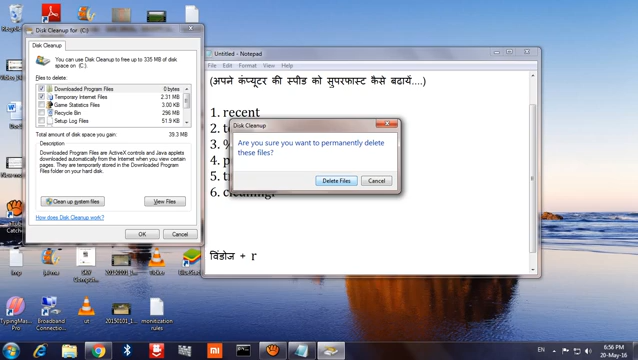 Disk Cleanup for (C:)
Disk Cleanup
You can use Disk Cleanup to free up to 335 MB of disk
space on (C:).
Files to delete:
Downloaded Program Files 0 bytes
Temporary Internet Files 2.31 MB
Game Statistics Files 3.00 KB
Recycle Bin 296 MB
Setup Log Files 51.9 KB
Total amount of disk space you gain: 39.3 MB
Description
Downloaded Program Files are ActiveX controls and Java applets
downloaded automatically from the Internet when you view certain
pages. They are temporarily stored in the Downloaded Program
Files folder on your hard disk.
Clean up system files
View Files
How does Disk Cleanup work?
OK
Cancel
Untitled - Notepad
File Edit Format View Help
(अपने कंप्यूटर की स्पीड को सुपरफास्ट कैसे बढायें....)
1. recent
2. t
3. %
4. p
5. tr
6. cleaning.
विंडोज + r
Disk Cleanup
Are you sure you want to permanently delete
these files?
Delete Files
Cancel
TypingMas...
Pro
Broadband
Connectio...
ut
20150101_1...
monitization
rules
EN
6:56 PM
20-May-16